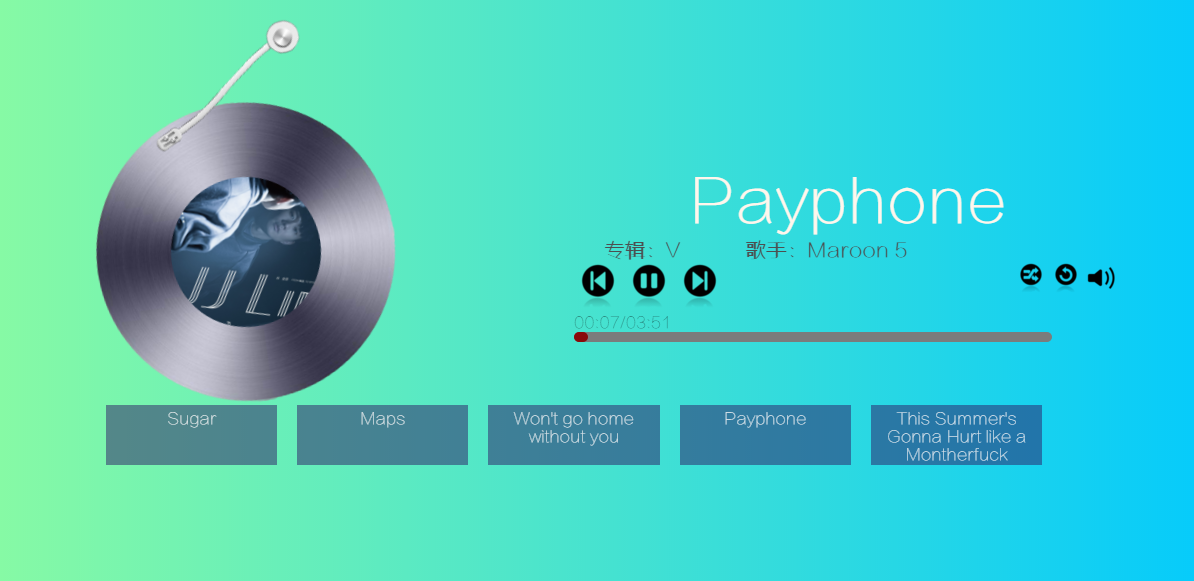 Payphone
专辑：V 歌手：Maroon 5
00:07/03:51
JJ LIN
Sugar
Maps
Won't go home
without you
Payphone
This Summer's
Gonna Hurt like a
Montherfuck